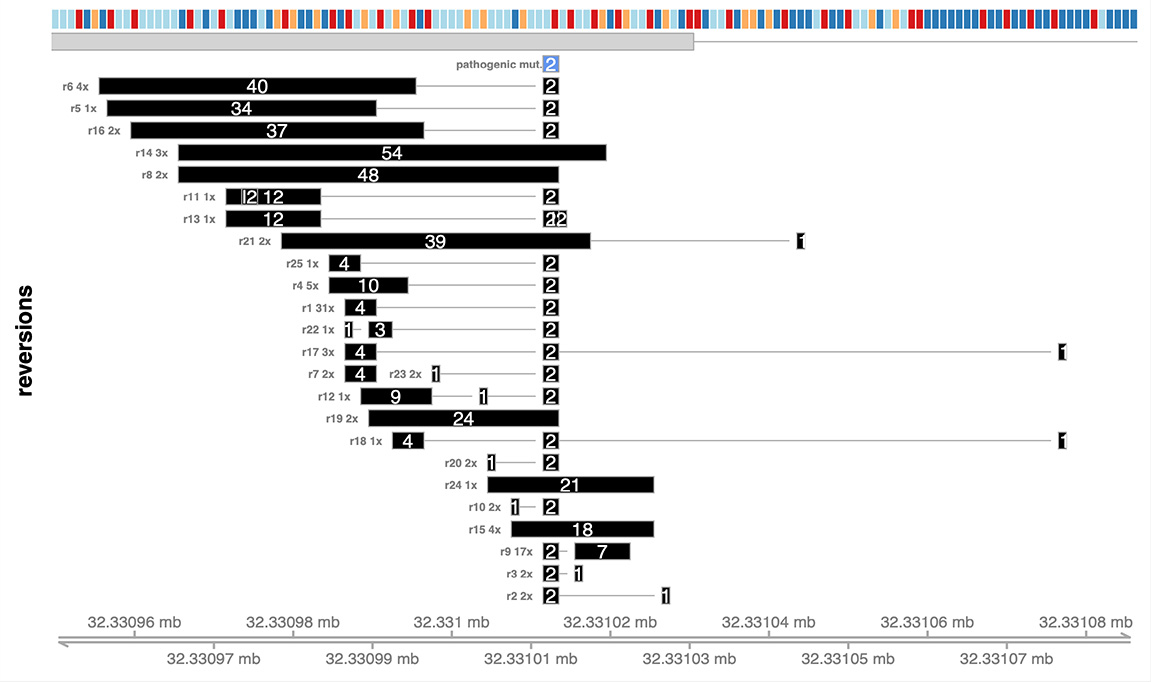 pathogenic mut. 2
r6 4x 40 2
r5 1x 34 2
r16 2x 37 2
r14 3x 54
r8 2x 48
r11 1x 12 12 2
r13 1x 12 2 2
r21 2x 39 1
r25 1x 4 2
r4 5x 10 2
r1 31x 4 2
r22 1x 1 3 2
r17 3x 4 2 1
r7 2x 4 r23 2x 1 2
r12 1x 9 1 2
r19 2x 24
r18 1x 4 2 1
r20 2x 1 2
r24 1x 21
r10 2x 1 2
r15 4x 18
r9 17x 2 7
r3 2x 2 1
r2 2x 2 1
reversions
32.33096 mb 32.33098 mb 32.331 mb 32.33102 mb 32.33104 mb 32.33106 mb 32.33108 mb
32.33097 mb 32.33099 mb 32.33101 mb 32.33103 mb 32.33105 mb 32.33107 mb